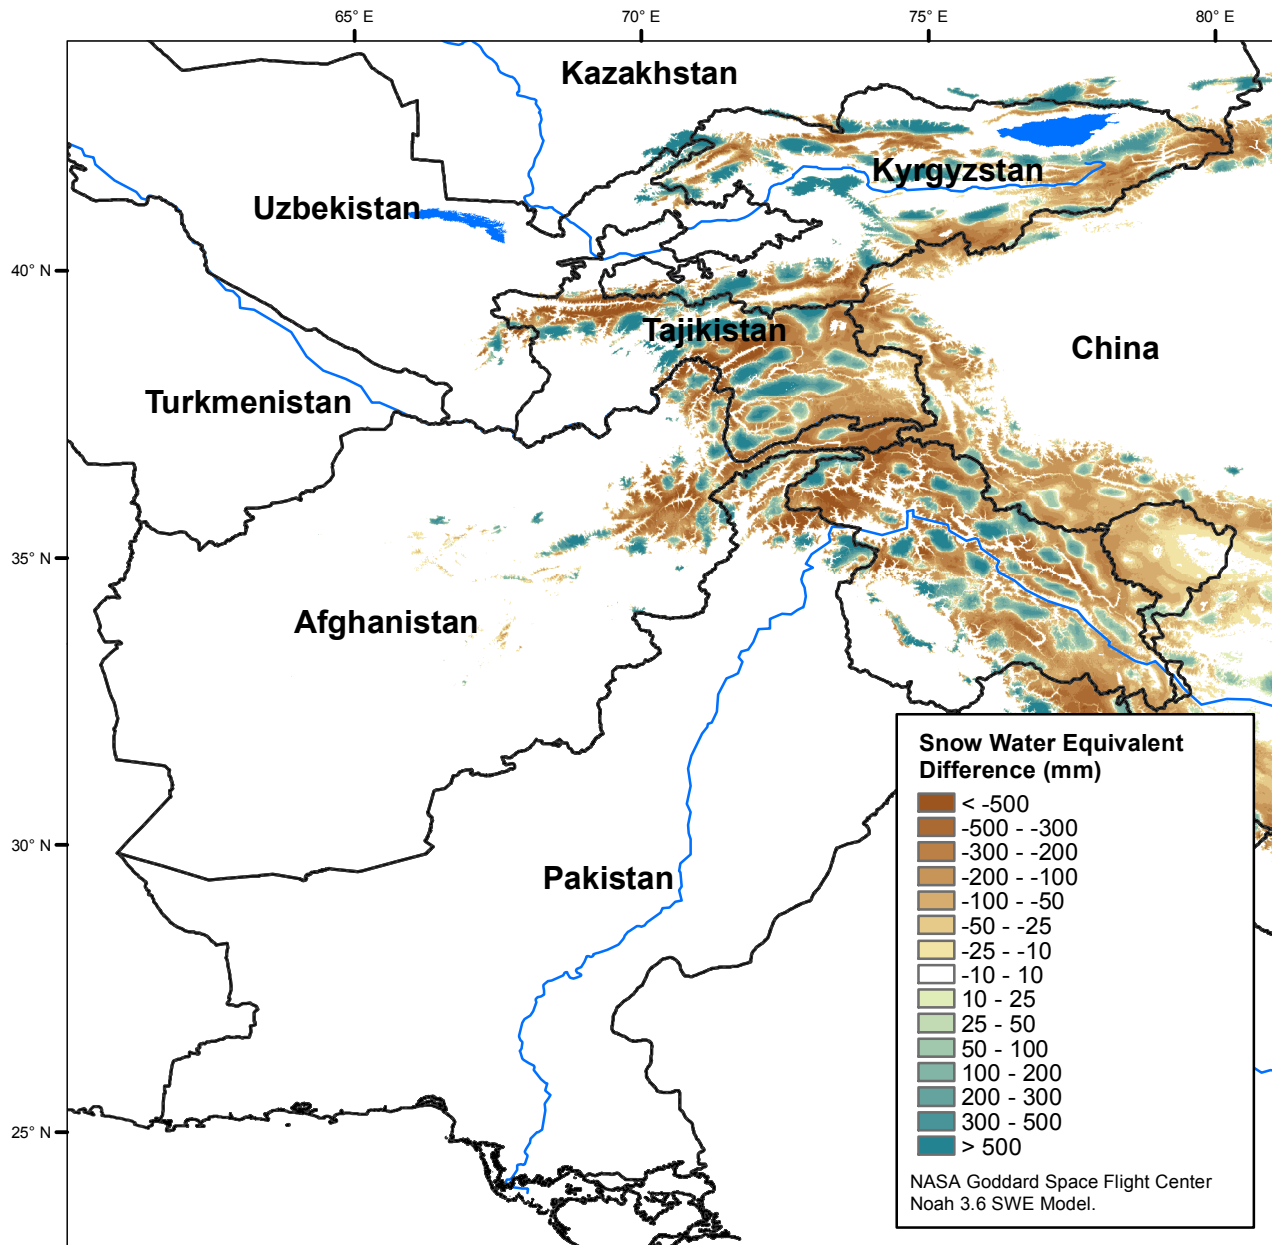 65° E
70° E
75° E
80° E
Kazakhstan
Kyrgyzstan
Uzbekistan
40° N
Tajikistan
China
Turkmenistan
35° N
Afghanistan
Snow Water Equivalent
Difference (mm)
< -500
-500 - -300
-300 - -200
-200 - -100
-100 - -50
-50 - -25
-25 - -10
-10 - 10
10 - 25
25 - 50
50 - 100
100 - 200
200 - 300
300 - 500
> 500
NASA Goddard Space Flight Center
Noah 3.6 SWE Model.
30° N
Pakistan
25° N